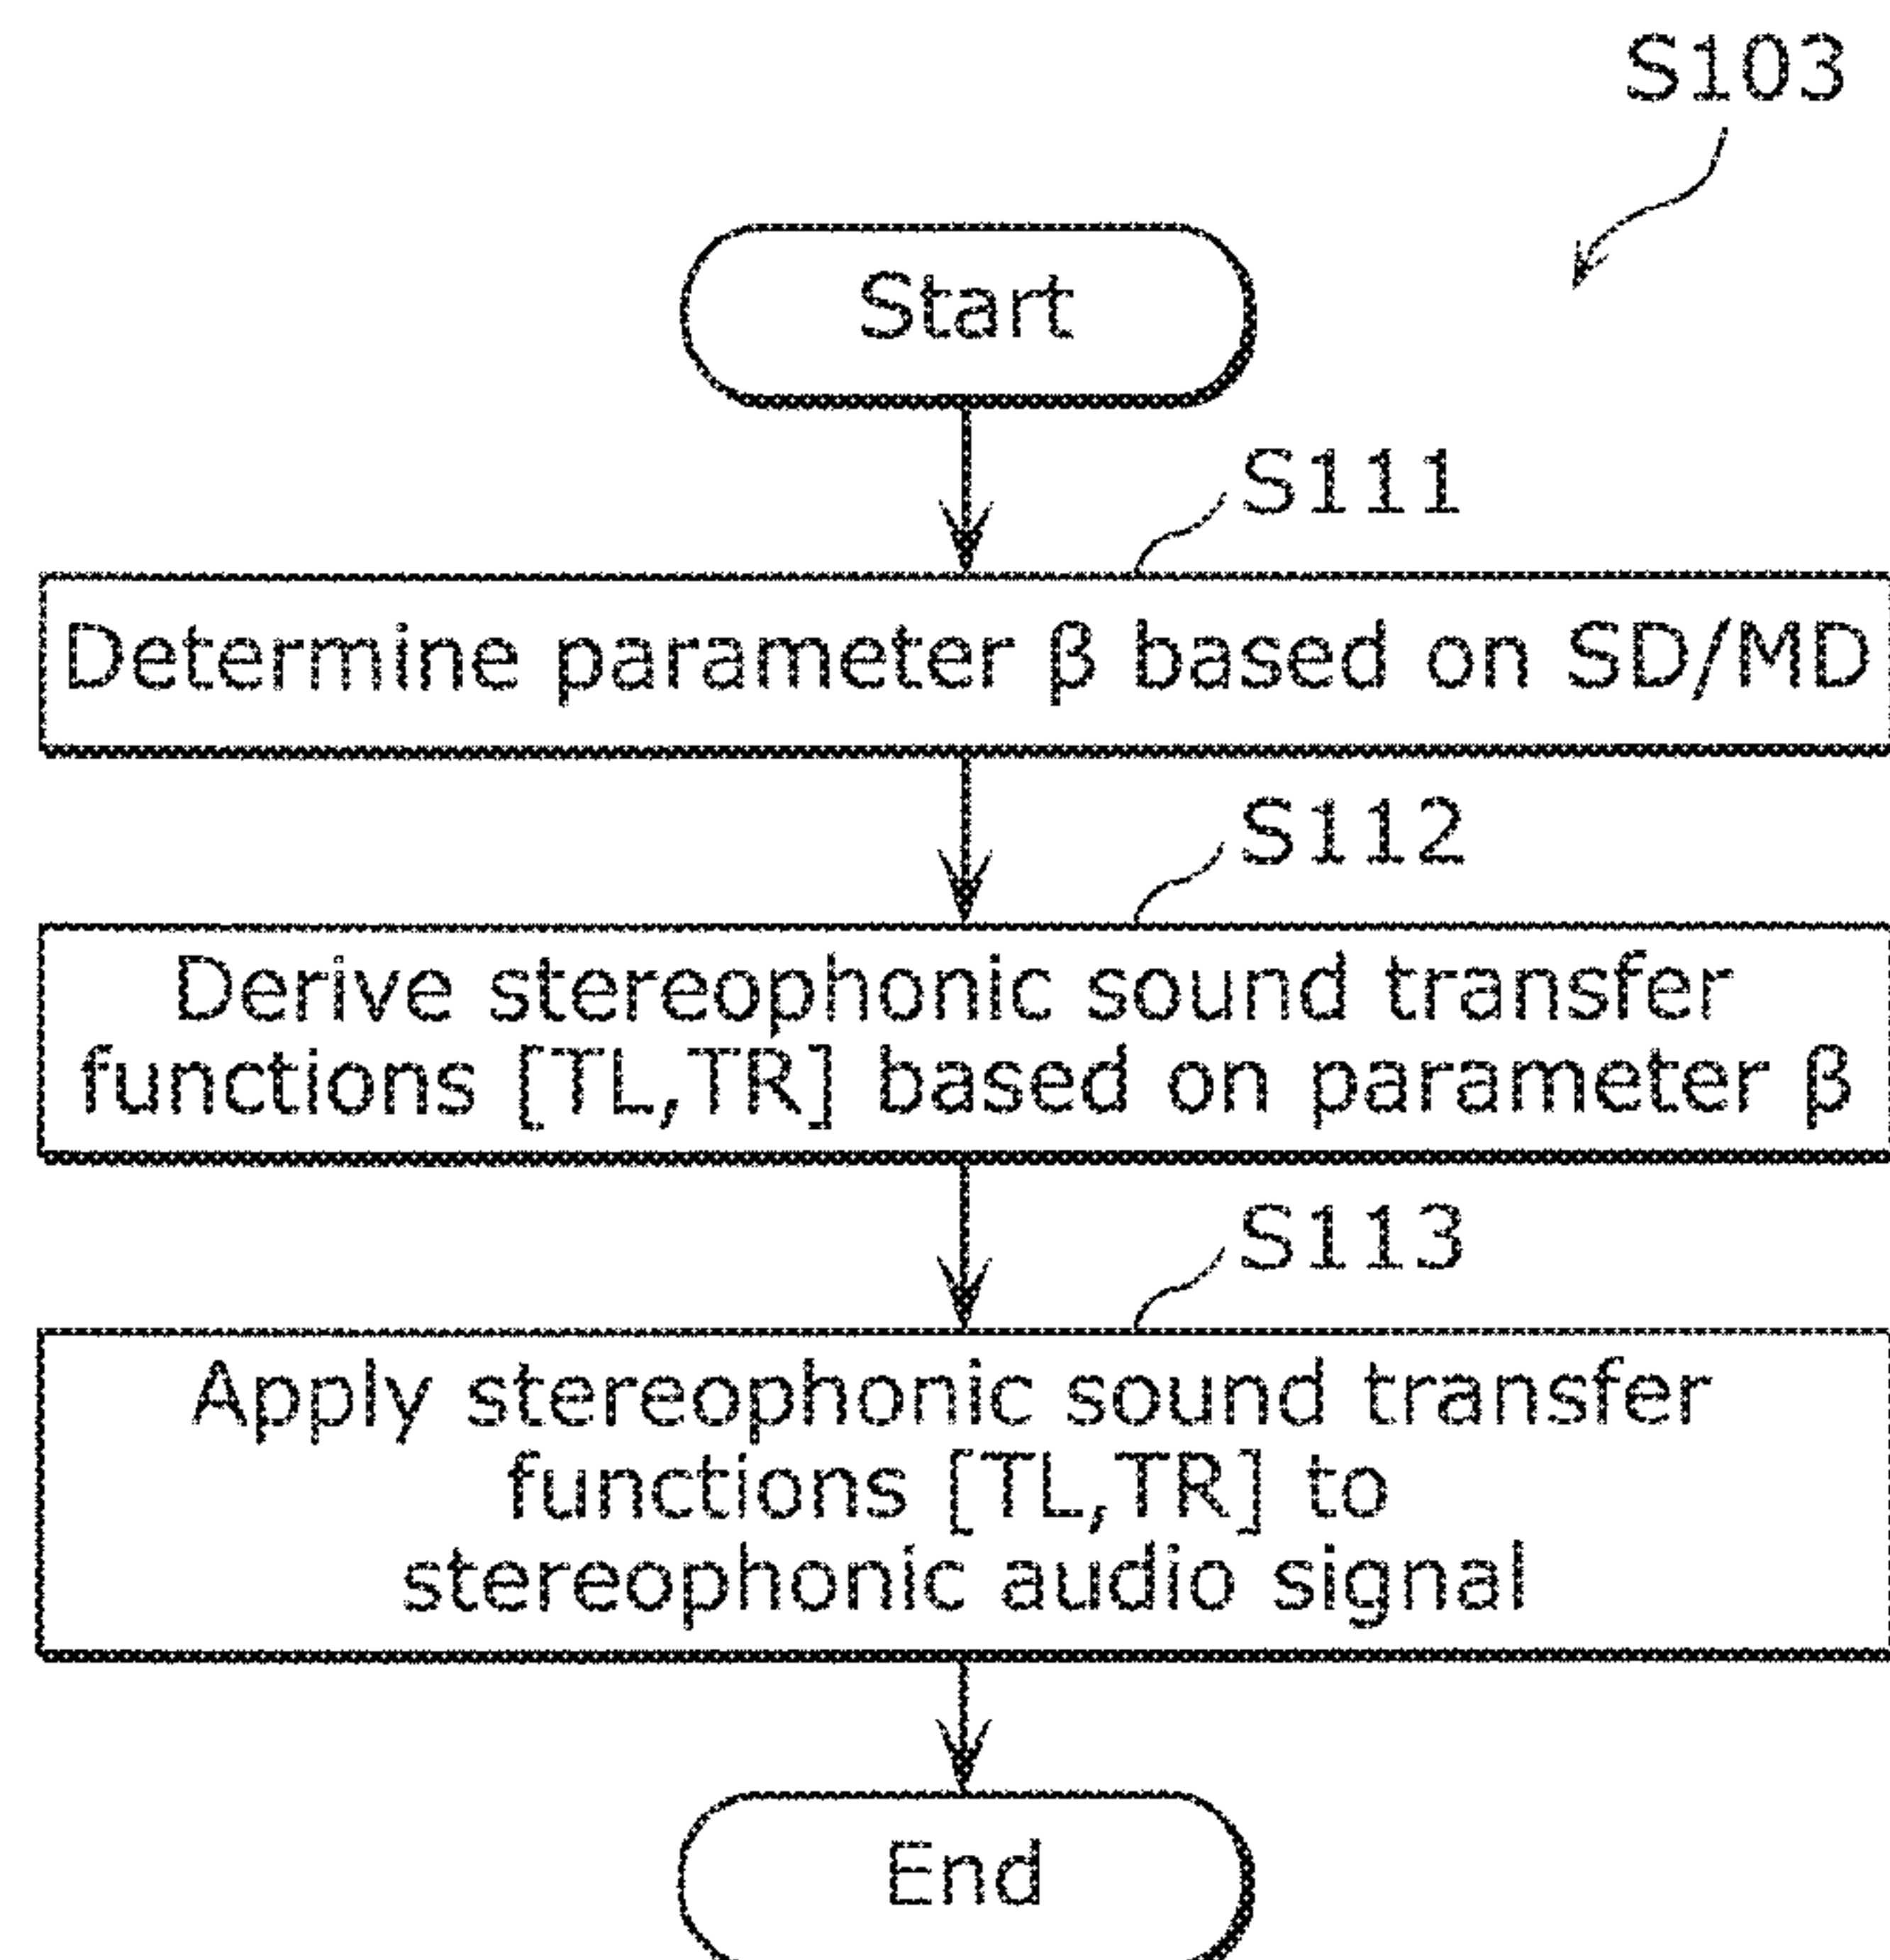 S103
Start
S111
Determine parameter β based on SD/MD
S112
Derive stereophonic sound transfer
functions [TL,TR] based on parameter β
S113
Apply stereophonic sound transfer
functions [TL,TR] to
stereophonic audio signal
End